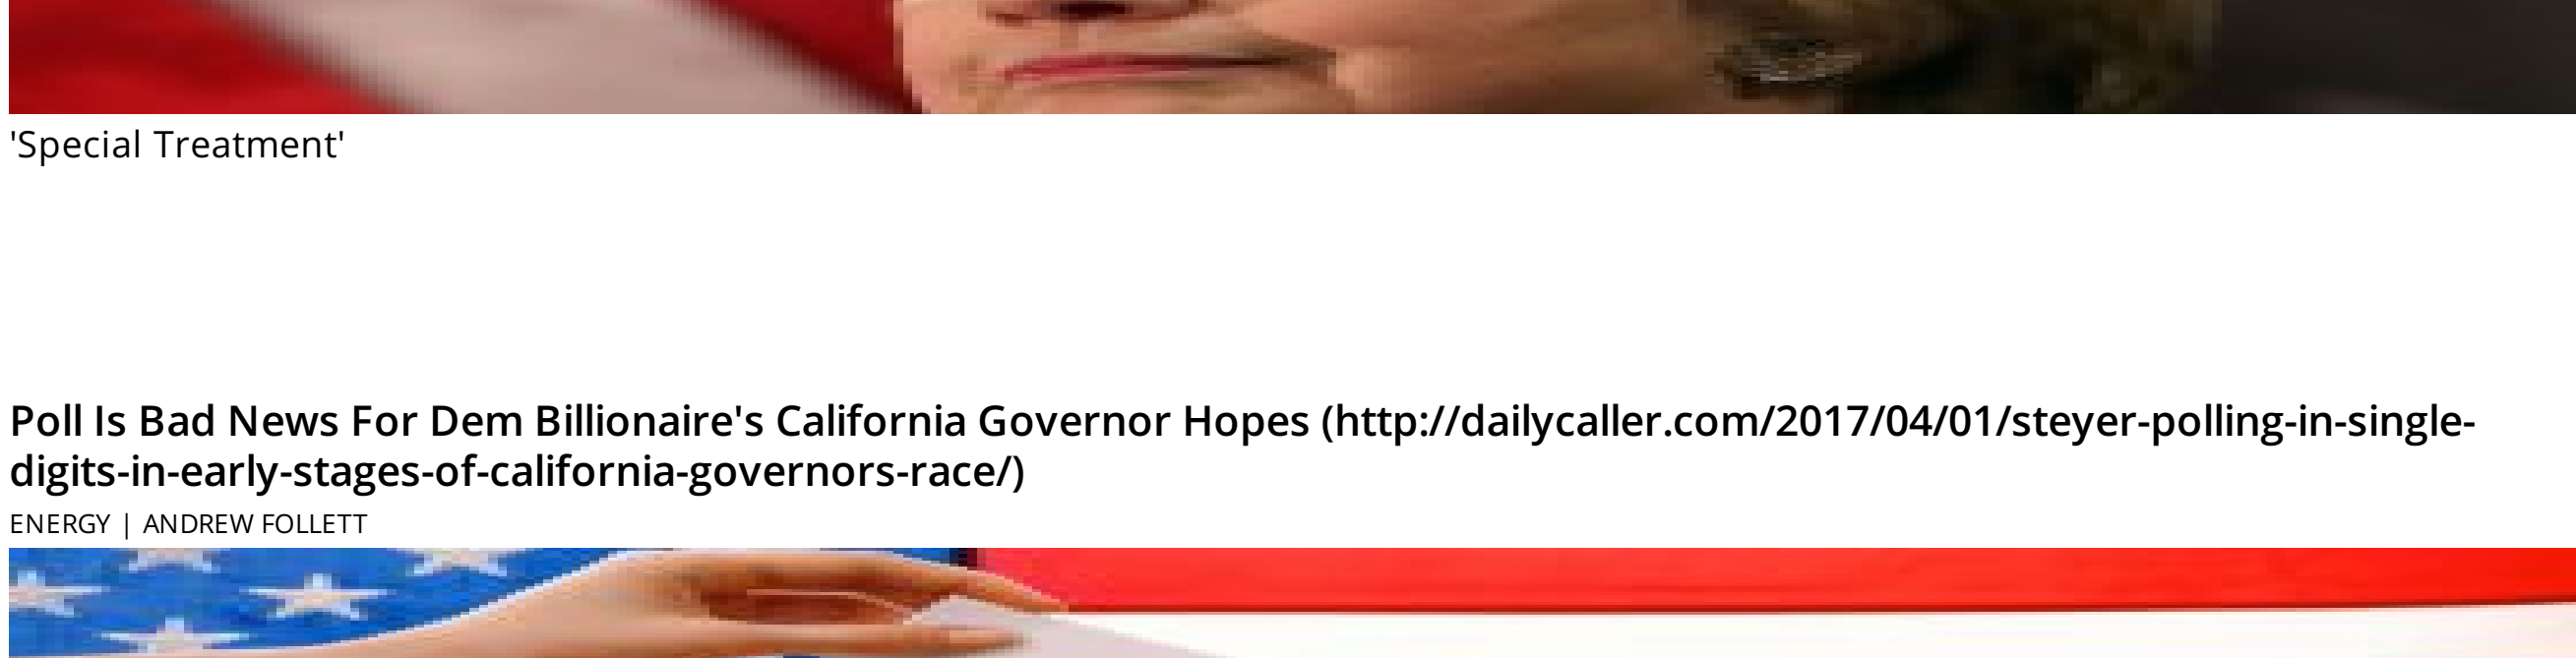 'Special Treatment'
Poll Is Bad News For Dem Billionaire's California Governor Hopes (http://dailycaller.com/2017/04/01/steyer-polling-in-single-
digits-in-early-stages-of-california-governors-race/)
ENERGY | ANDREW FOLLETT